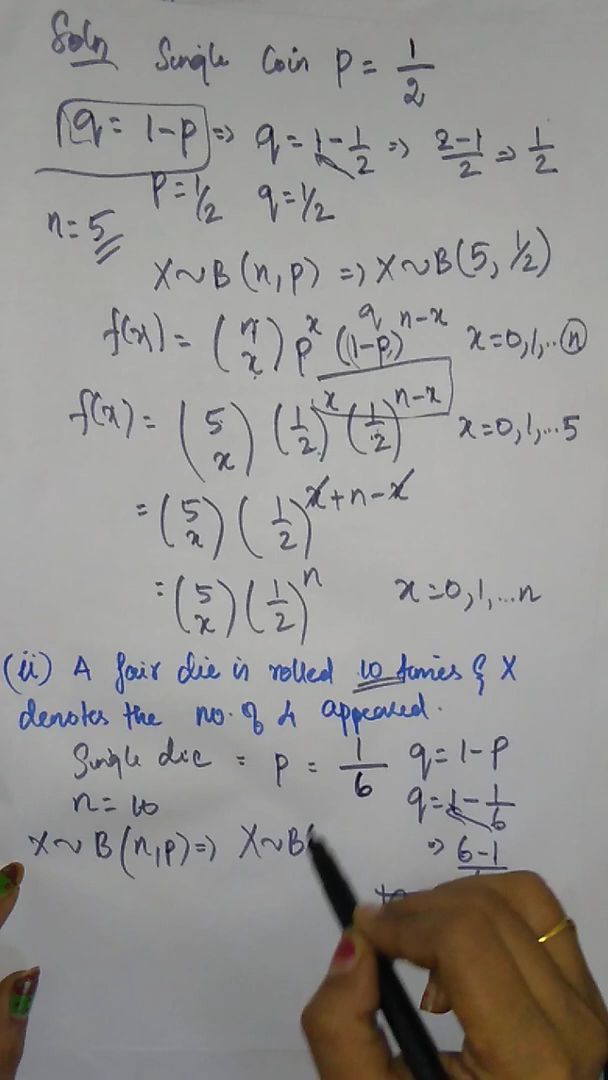 Soln Single Coin P = 1/2
q = 1-P => q = 1 - 1/2 => 2-1/2 => 1/2
P = 1/2 q = 1/2
n = 5
X ~ B(n,p) => X ~ B(5, 1/2)
f(x) = (n x) p^x (1-p)^n-x q x = 0,1,..n
f(x) = (5 x) (1/2)^x (1/2)^n-x x = 0,1,...5
= (5 x) (1/2)^x+n-x
= (5 x) (1/2)^n x = 0,1,...n
(ii) A fair die is rolled 10 times & X
denotes the no. of 4 appeared.
Single die = P = 1/6 q = 1-P
n = 10 q = 1 - 1/6
X ~ B(n,p) => X ~ B( => 6-1